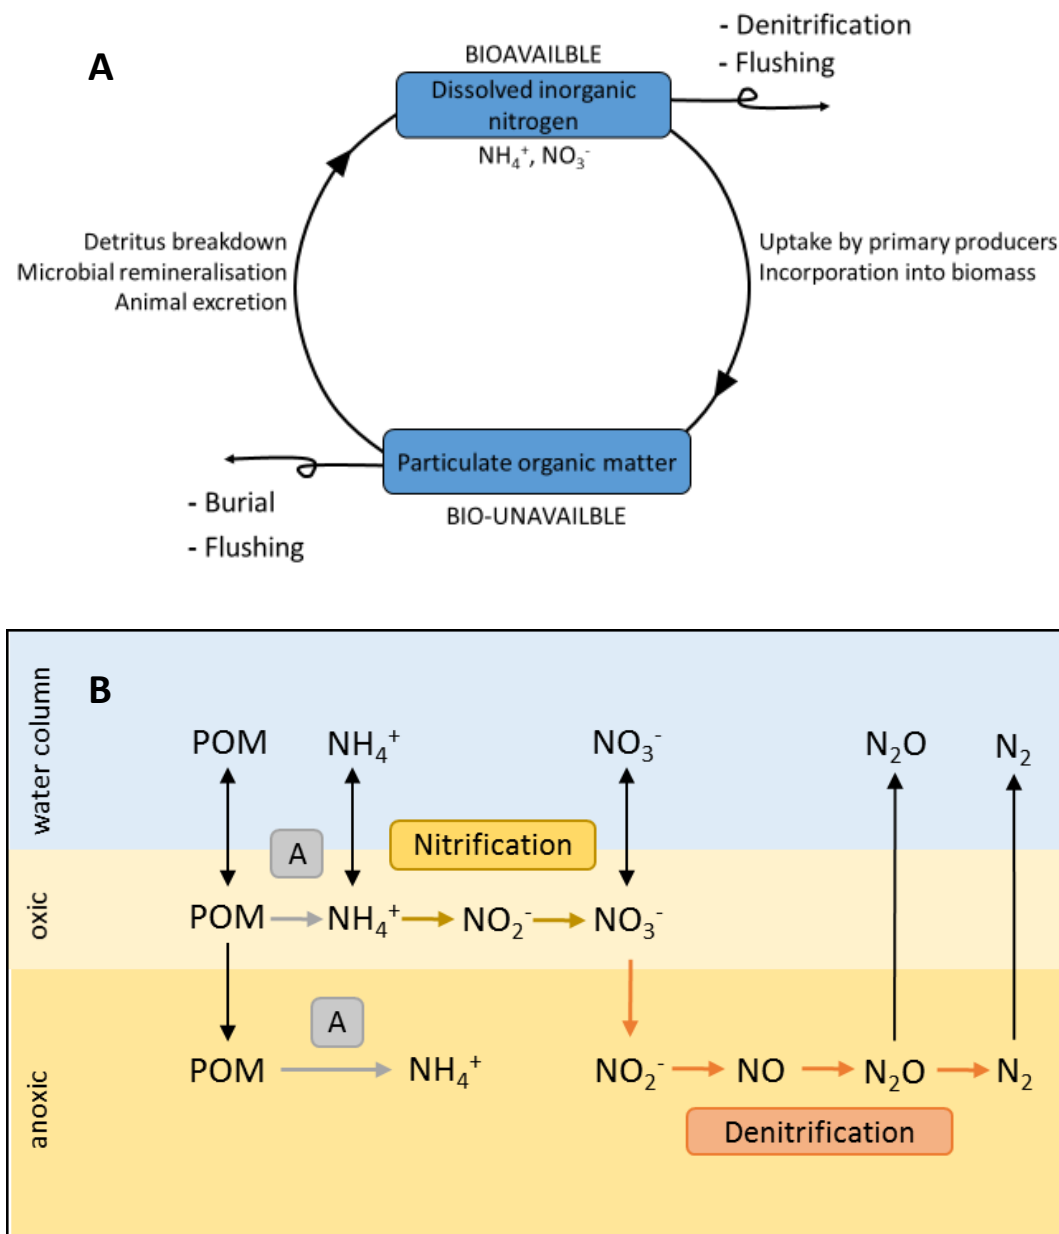 A
BIOAVAILBLE
Dissolved inorganic
nitrogen
NH₄⁺, NO₃⁻
- Denitrification
- Flushing
Detritus breakdown
Microbial remineralisation
Animal excretion
Uptake by primary producers
Incorporation into biomass
Particulate organic matter
BIO-UNAVAILBLE
- Burial
- Flushing
B
water column
POM NH₄⁺ NO₃⁻ N₂O N₂
A
Nitrification
oxic
POM NH₄⁺ NO₂⁻ NO₃⁻
A
anoxic
POM NH₄⁺ NO₂⁻ NO N₂O N₂
Denitrification